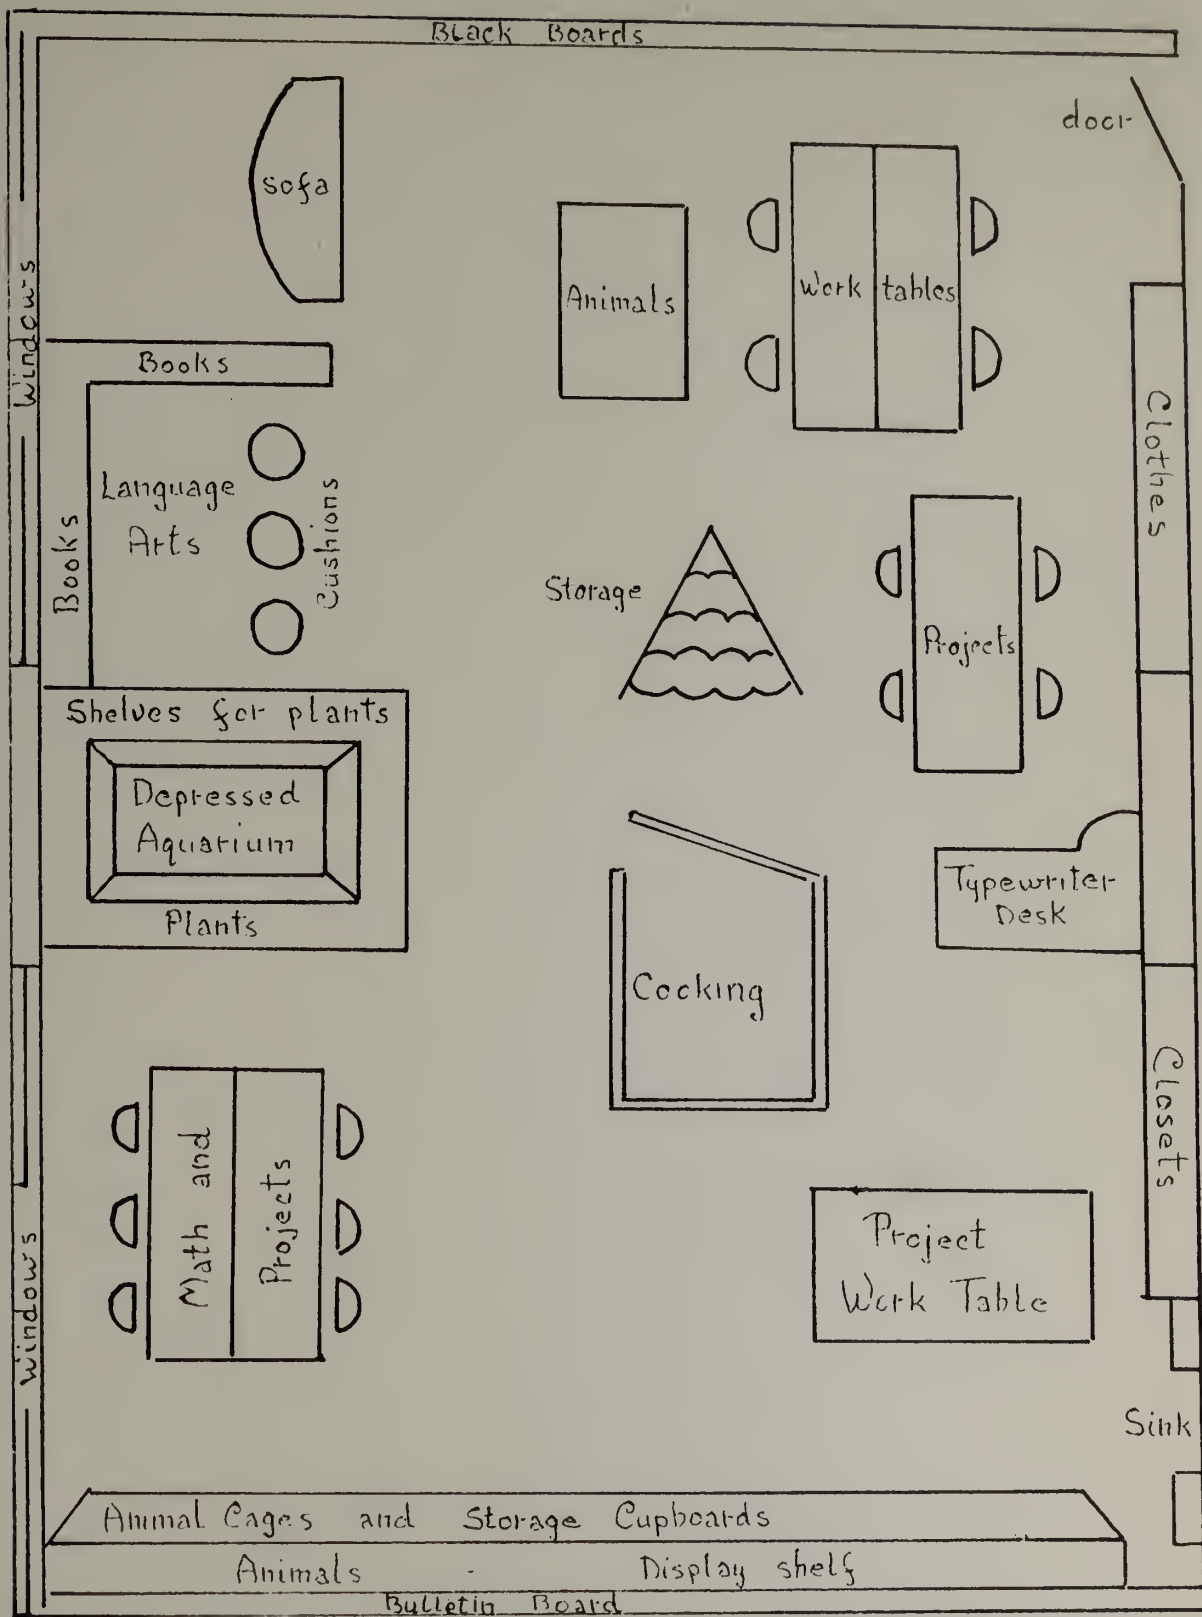 Black Boards
door
sofa
Windows
Animals
Work tables
Books
Clothes
Language
Arts
Cushions
Books
Storage
Projects
Shelves for plants
Depressed
Aquarium
Plants
Typewriter
Desk
Cooking
Closets
Math and
Projects
Project
Work Table
Windows
Sink
Animal Cages and Storage Cupboards
Animals - Display shelf
Bulletin Board